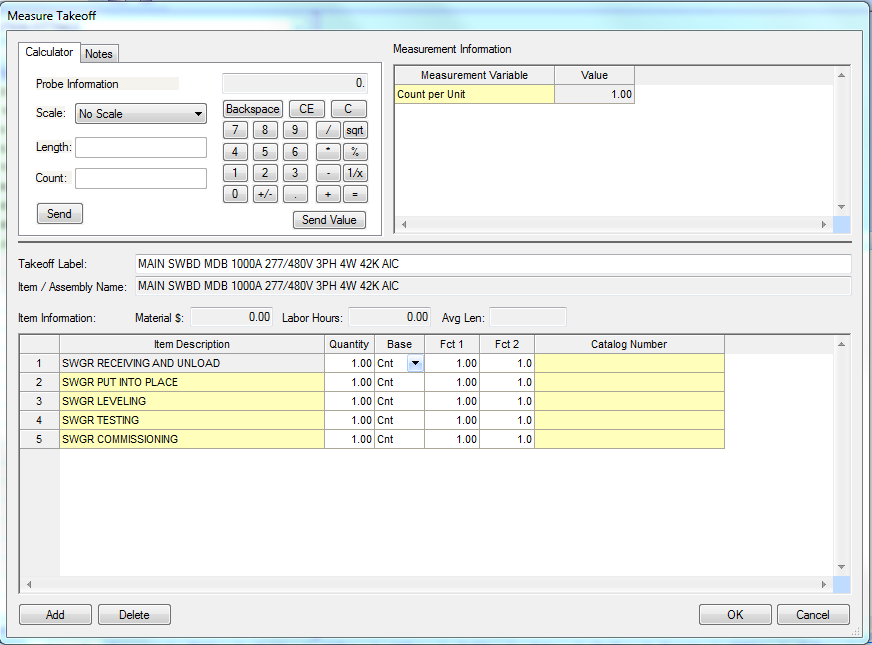 Measure Takeoff
Calculator Notes
Probe Information
Scale: No Scale
Length:
Count:
Send
0.
Backspace CE C
7 8 9 / sqrt
4 5 6 * %
1 2 3 - 1/x
0 +/- . + =
Send Value
Measurement Information
Measurement Variable Value
Count per Unit 1.00
Takeoff Label: MAIN SWBD MDB 1000A 277/480V 3PH 4W 42K AIC
Item / Assembly Name: MAIN SWBD MDB 1000A 277/480V 3PH 4W 42K AIC
Item Information: Material $: 0.00 Labor Hours: 0.00 Avg Len:
Item Description Quantity Base Fct 1 Fct 2 Catalog Number
1 SWGR RECEIVING AND UNLOAD 1.00 Cnt 1.00 1.0
2 SWGR PUT INTO PLACE 1.00 Cnt 1.00 1.0
3 SWGR LEVELING 1.00 Cnt 1.00 1.0
4 SWGR TESTING 1.00 Cnt 1.00 1.0
5 SWGR COMMISSIONING 1.00 Cnt 1.00 1.0
Add Delete OK Cancel